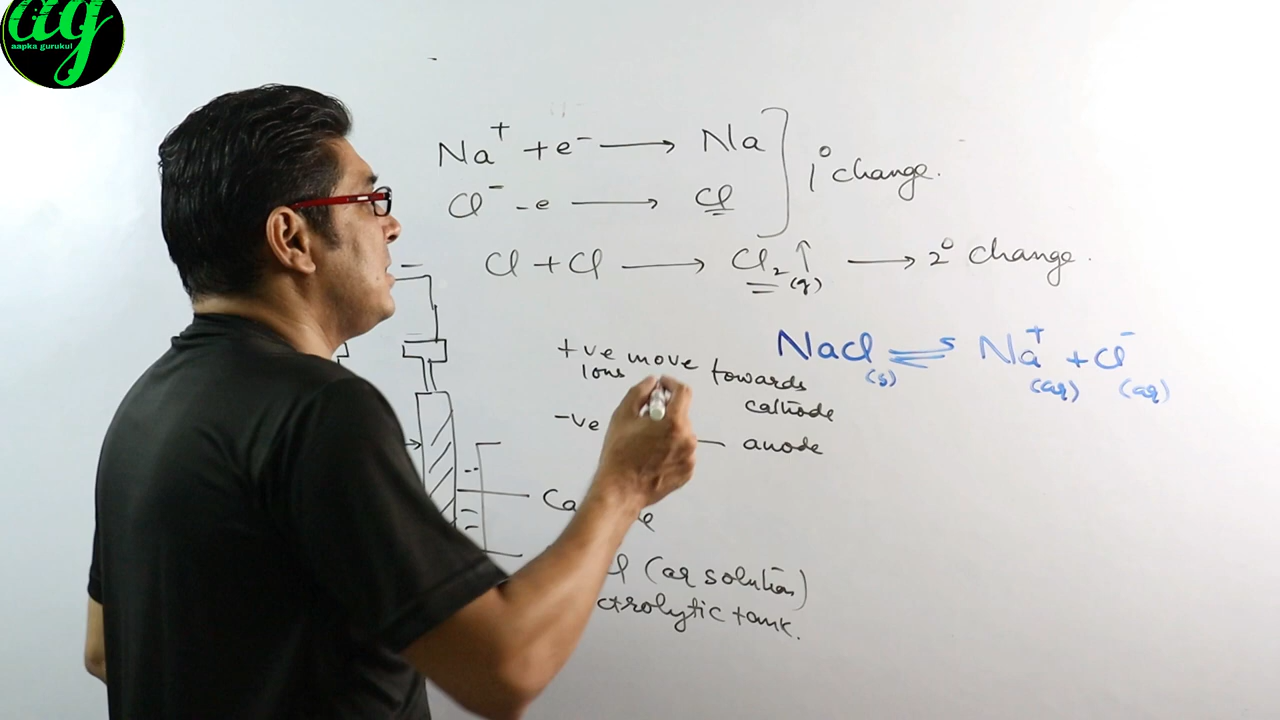 ag
aapka gurukul
Na⁺ + e⁻ ⟶ Na
Cl⁻ - e ⟶ Cl
1° change.
Cl + Cl ⟶ Cl₂↑ (g) ⟶ 2° change.
NaCl (s) ⇌ Na⁺ (aq) + Cl⁻ (aq)
+ve move towards
ions
cathode
-ve
anode
(aq solution)
tank.